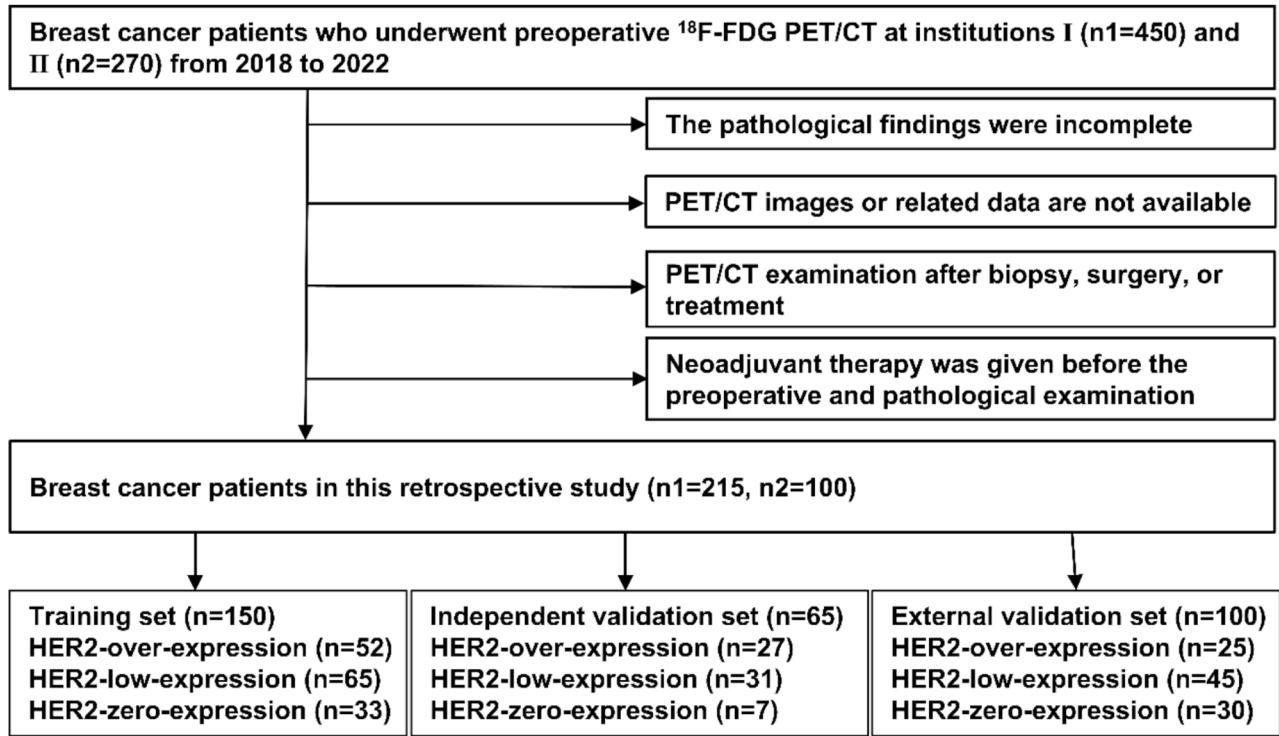 Breast cancer patients who underwent preoperative ¹⁸F-FDG PET/CT at institutions I (n1=450) and
II (n2=270) from 2018 to 2022
The pathological findings were incomplete
PET/CT images or related data are not available
PET/CT examination after biopsy, surgery, or
treatment
Neoadjuvant therapy was given before the
preoperative and pathological examination
Breast cancer patients in this retrospective study (n1=215, n2=100)
Training set (n=150)
HER2-over-expression (n=52)
HER2-low-expression (n=65)
HER2-zero-expression (n=33)
Independent validation set (n=65)
HER2-over-expression (n=27)
HER2-low-expression (n=31)
HER2-zero-expression (n=7)
External validation set (n=100)
HER2-over-expression (n=25)
HER2-low-expression (n=45)
HER2-zero-expression (n=30)